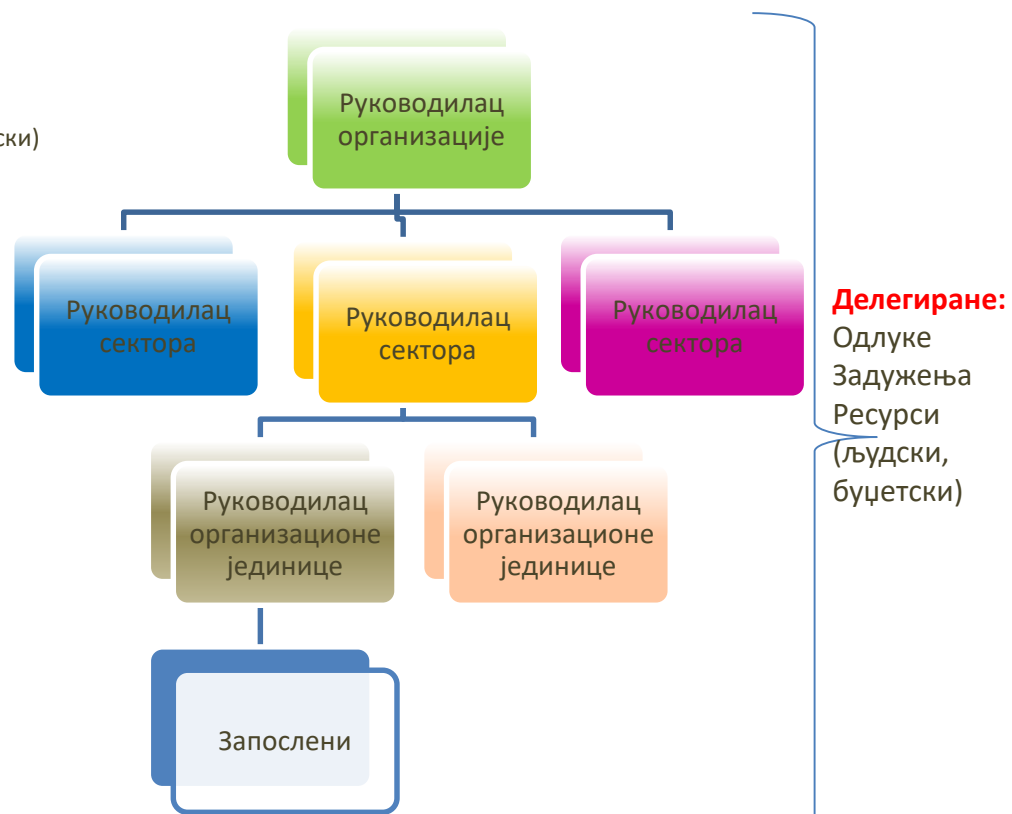 Руководилац
организације
ски)
Руководилац
сектора
Руководилац
сектора
Руководилац
сектора
Делегиране:
Одлуке
Задужења
Ресурси
(људски,
буџетски)
Руководилац
организационе
јединице
Руководилац
организационе
јединице
Запослени